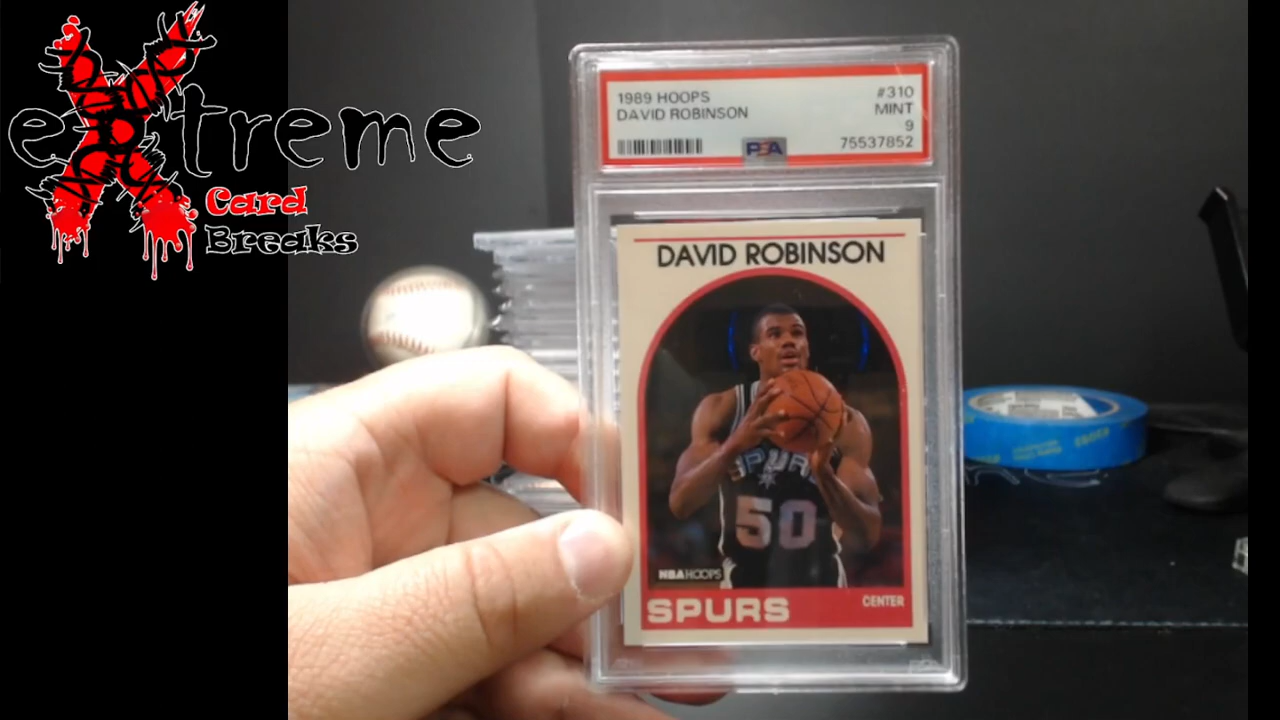 extreme
Card
Breaks
1989 HOOPS
DAVID ROBINSON
#310
MINT
9
75537852
PSA
DAVID ROBINSON
SPURS
50
NBA HOOPS
SPURS
CENTER